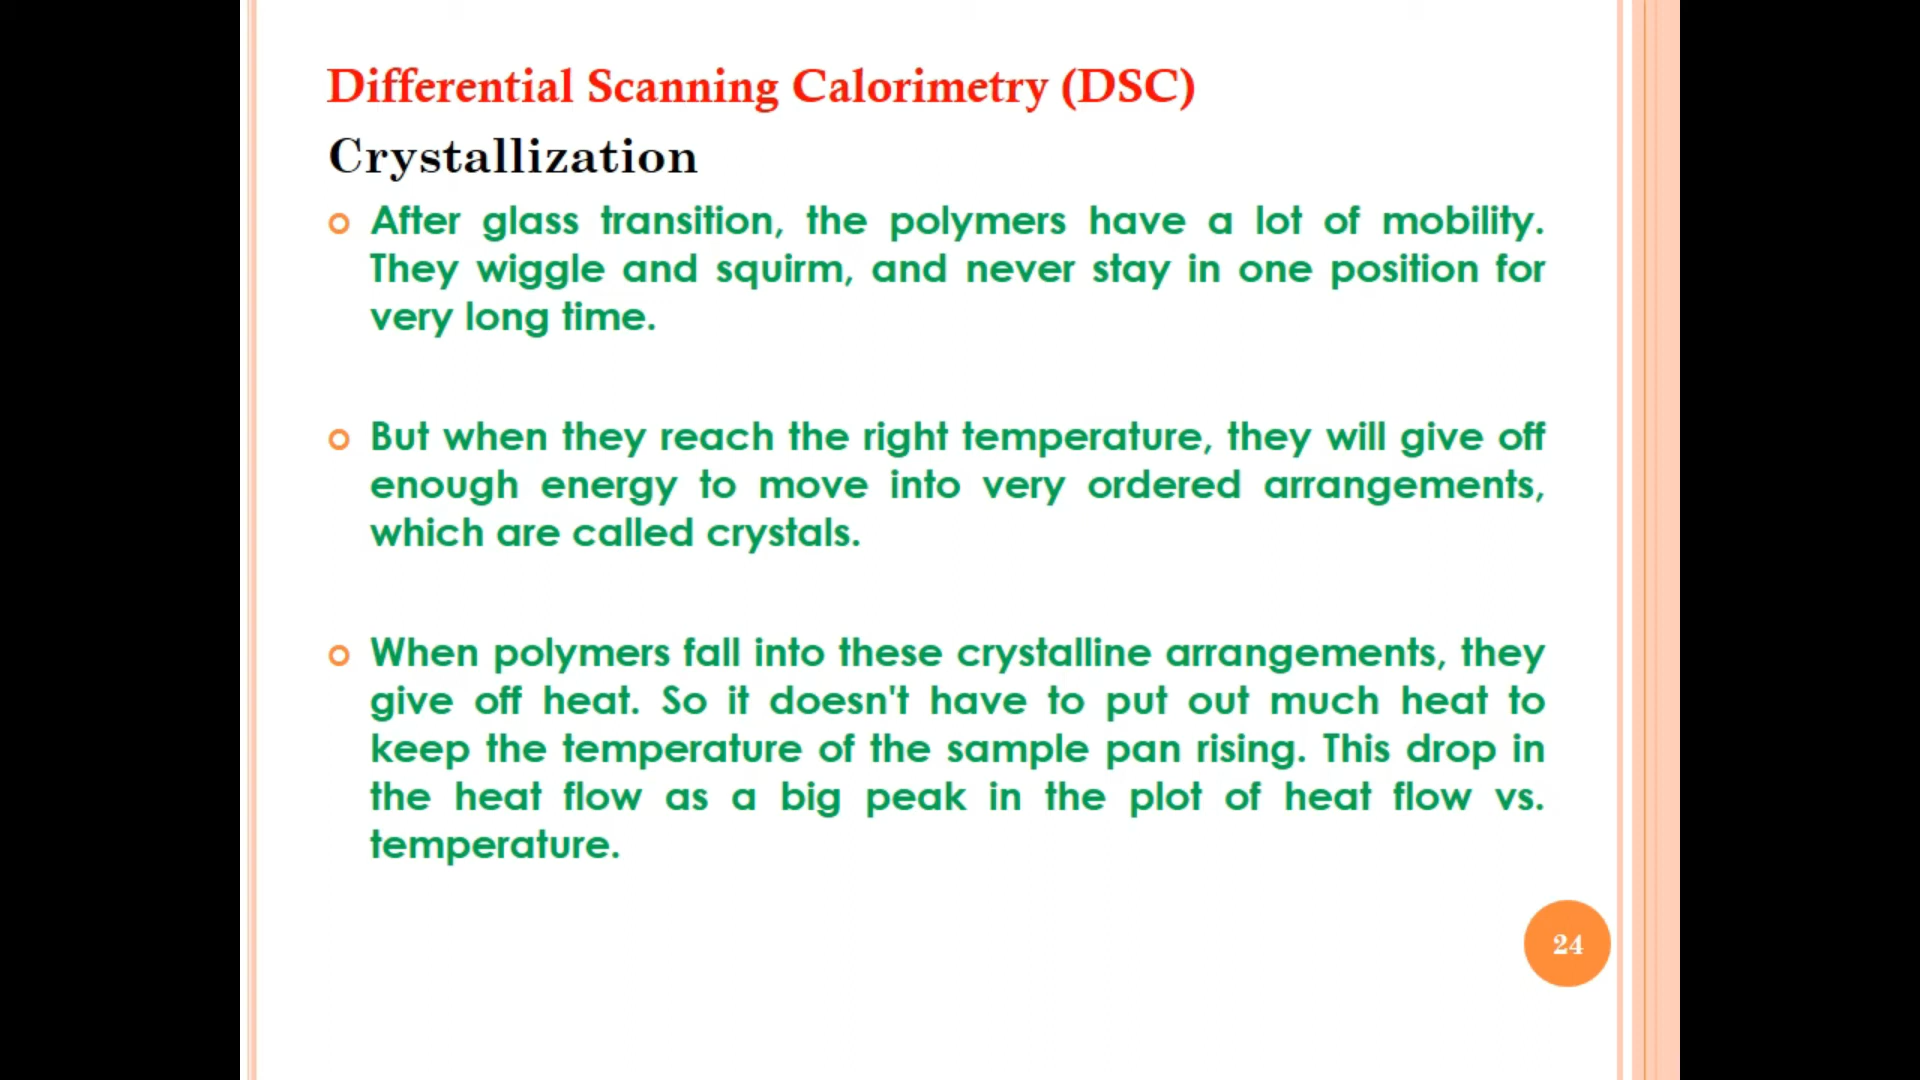 Differential Scanning Calorimetry (DSC)
Crystallization
After glass transition, the polymers have a lot of mobility.
They wiggle and squirm, and never stay in one position for
very long time.
But when they reach the right temperature, they will give off
enough energy to move into very ordered arrangements,
which are called crystals.
When polymers fall into these crystalline arrangements, they
give off heat. So it doesn't have to put out much heat to
keep the temperature of the sample pan rising. This drop in
the heat flow as a big peak in the plot of heat flow vs.
temperature.
24